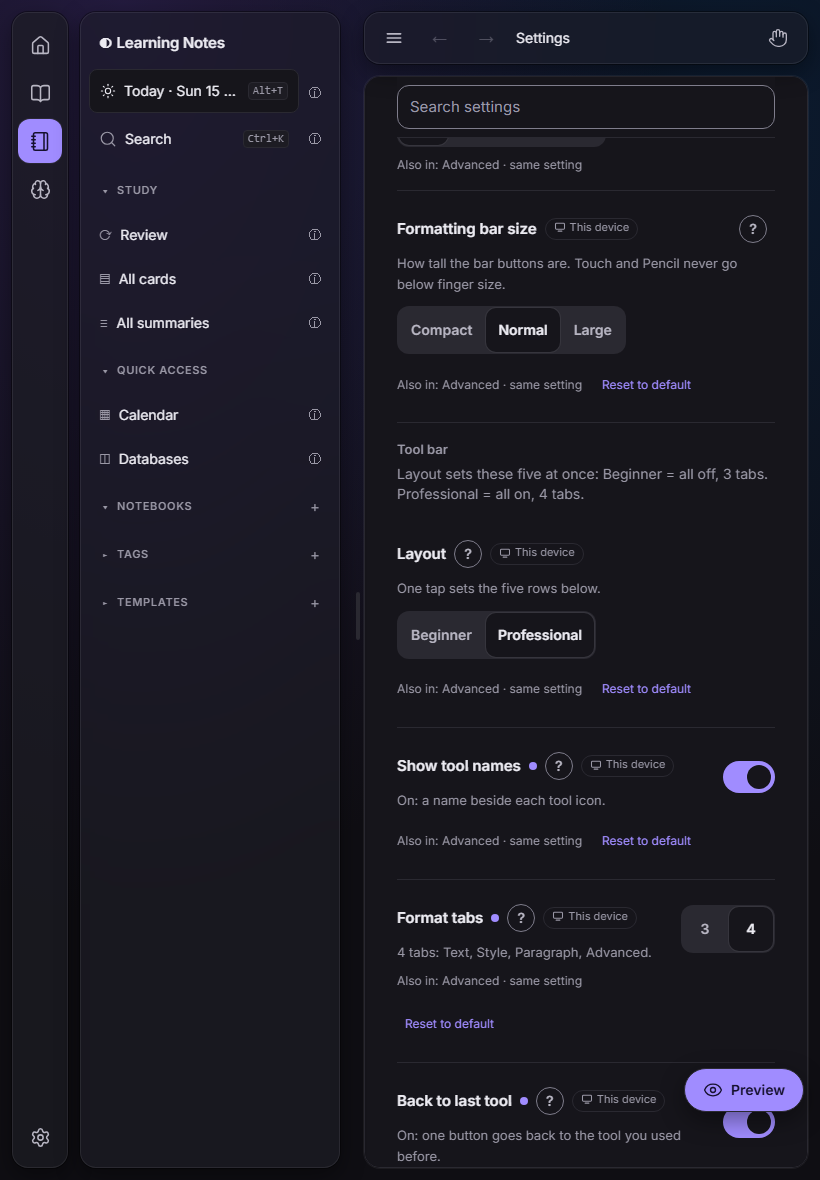 Learning Notes
Today · Sun 15 ... Alt+T
Search Ctrl+K
STUDY
Review
All cards
All summaries
QUICK ACCESS
Calendar
Databases
NOTEBOOKS +
TAGS +
TEMPLATES +
← → Settings
Search settings
Also in: Advanced · same setting
Formatting bar size This device ?
How tall the bar buttons are. Touch and Pencil never go
below finger size.
Compact Normal Large
Also in: Advanced · same setting Reset to default
Tool bar
Layout sets these five at once: Beginner = all off, 3 tabs.
Professional = all on, 4 tabs.
Layout ? This device
One tap sets the five rows below.
Beginner Professional
Also in: Advanced · same setting Reset to default
Show tool names ? This device
On: a name beside each tool icon.
Also in: Advanced · same setting Reset to default
Format tabs ? This device 3 4
4 tabs: Text, Style, Paragraph, Advanced.
Also in: Advanced · same setting
Reset to default
Preview
Back to last tool ? This device
On: one button goes back to the tool you used
before.